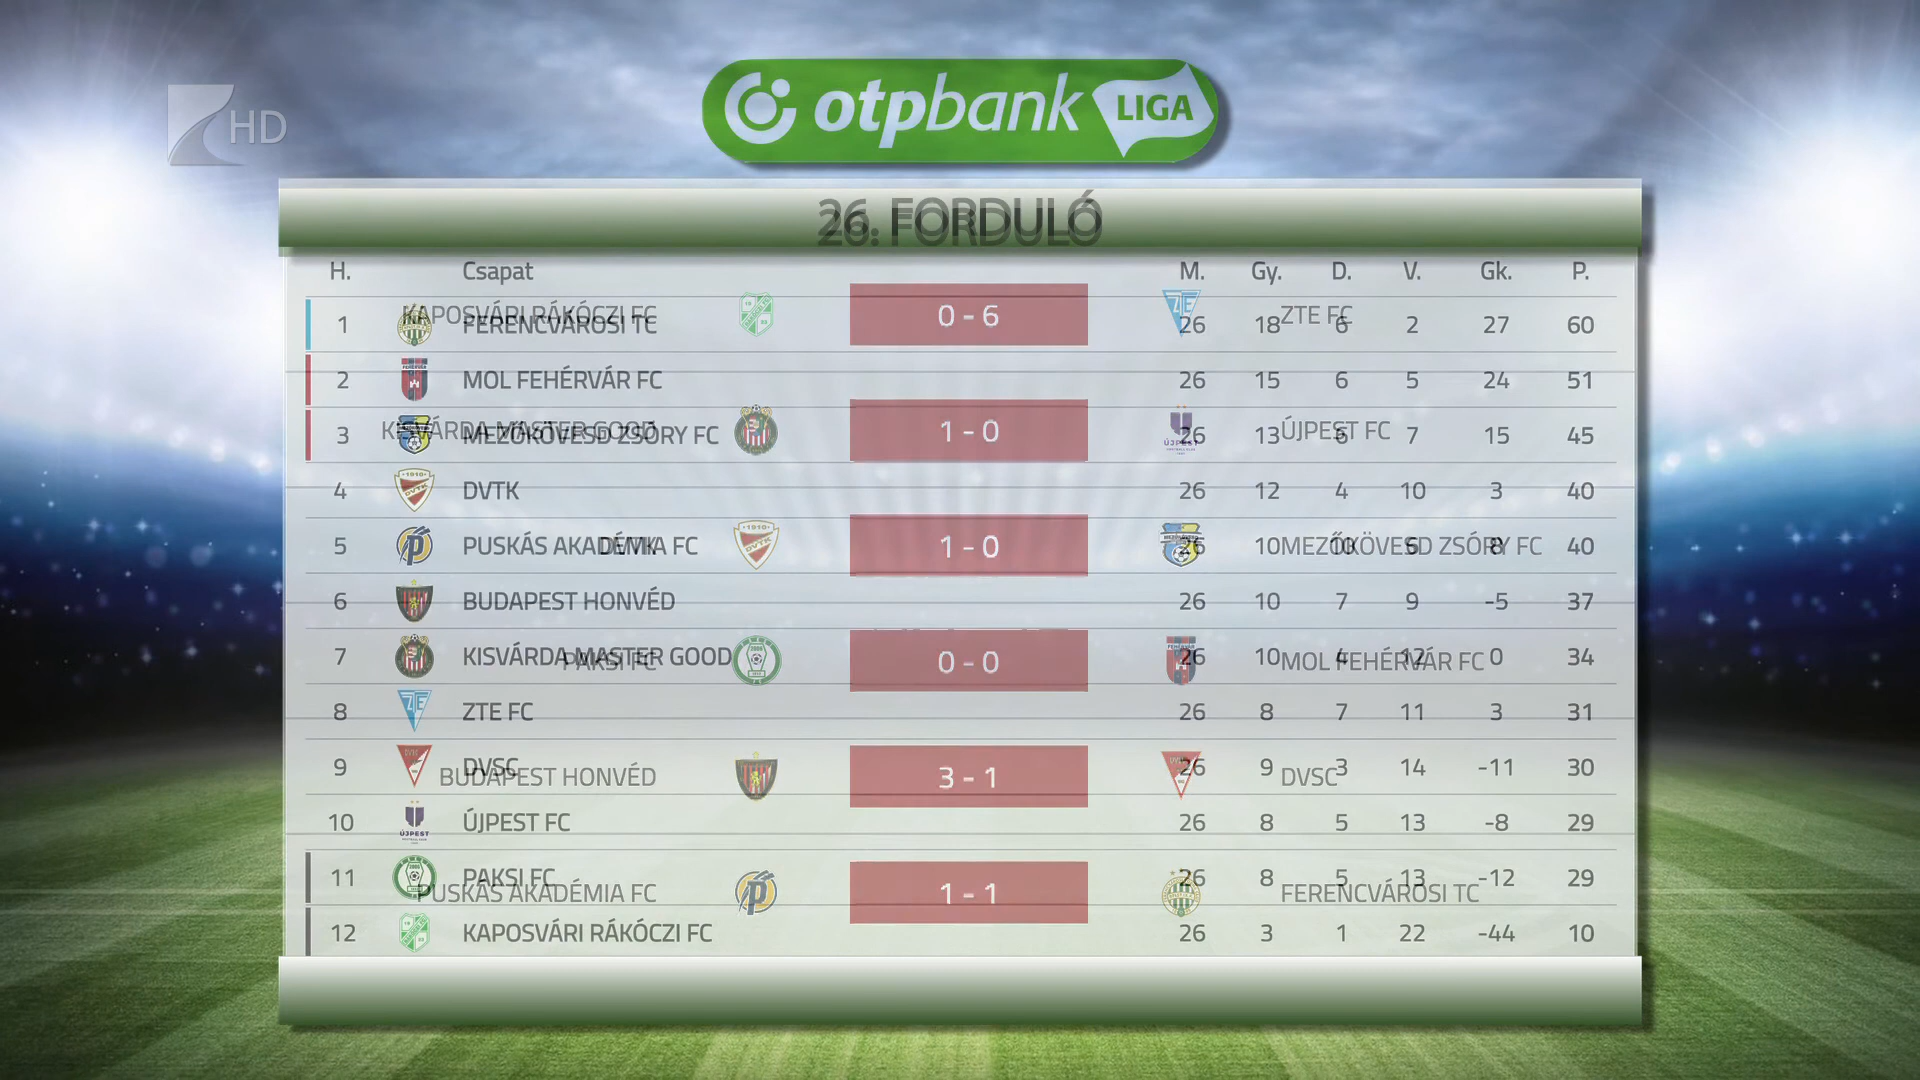 otpbank LIGA
HD
26. FORDULÓ
H. Csapat M. Gy. D. V. Gk. P.
KAPOSVÁRI RÁKÓCZI FC 0 - 6 ZTE FC
1 FERENCVÁROSI TC 26 18 6 2 27 60
2 MOL FEHÉRVÁR FC 26 15 6 5 24 51
KISVÁRDA MASTER GOOD 1 - 0 ÚJPEST FC
3 MEZŐKÖVESD ZSÓRY FC 26 13 6 7 15 45
4 DVTK 26 12 4 10 3 40
5 PUSKÁS AKADÉMIA FC 26 10 10 6 8 40
DVTK 1 - 0 MEZŐKÖVESD ZSÓRY FC
6 BUDAPEST HONVÉD 26 10 7 9 -5 37
7 KISVÁRDA MASTER GOOD 26 10 4 12 0 34
PAKSI FC 0 - 0 MOL FEHÉRVÁR FC
8 ZTE FC 26 8 7 11 3 31
9 DVSC 26 9 3 14 -11 30
BUDAPEST HONVÉD 3 - 1 DVSC
10 ÚJPEST FC 26 8 5 13 -8 29
11 PAKSI FC 26 8 5 13 -12 29
PUSKÁS AKADÉMIA FC 1 - 1 FERENCVÁROSI TC
12 KAPOSVÁRI RÁKÓCZI FC 26 3 1 22 -44 10